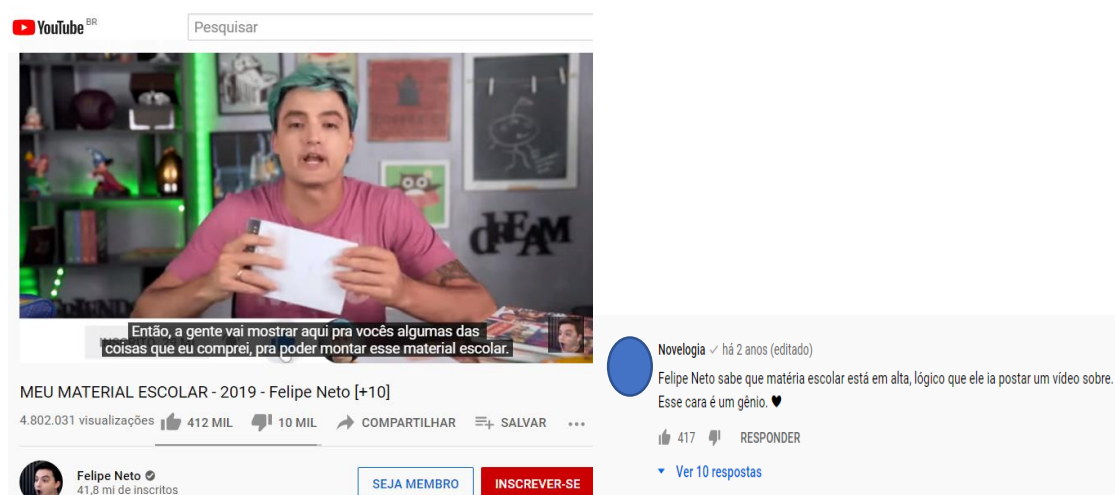 YouTube BR
Pesquisar
DREAM
Então, a gente vai mostrar aqui pra vocês algumas das
coisas que eu comprei, pra poder montar esse material escolar.
MEU MATERIAL ESCOLAR - 2019 - Felipe Neto [+10]
4.802.031 visualizações 412 MIL 10 MIL COMPARTILHAR SALVAR
Felipe Neto
41,8 mi de inscritos
SEJA MEMBRO INSCREVER-SE
Novelogia há 2 anos (editado)
Felipe Neto sabe que matéria escolar está em alta, lógico que ele ia postar um vídeo sobre.
Esse cara é um gênio. ♥
417 RESPONDER
Ver 10 respostas